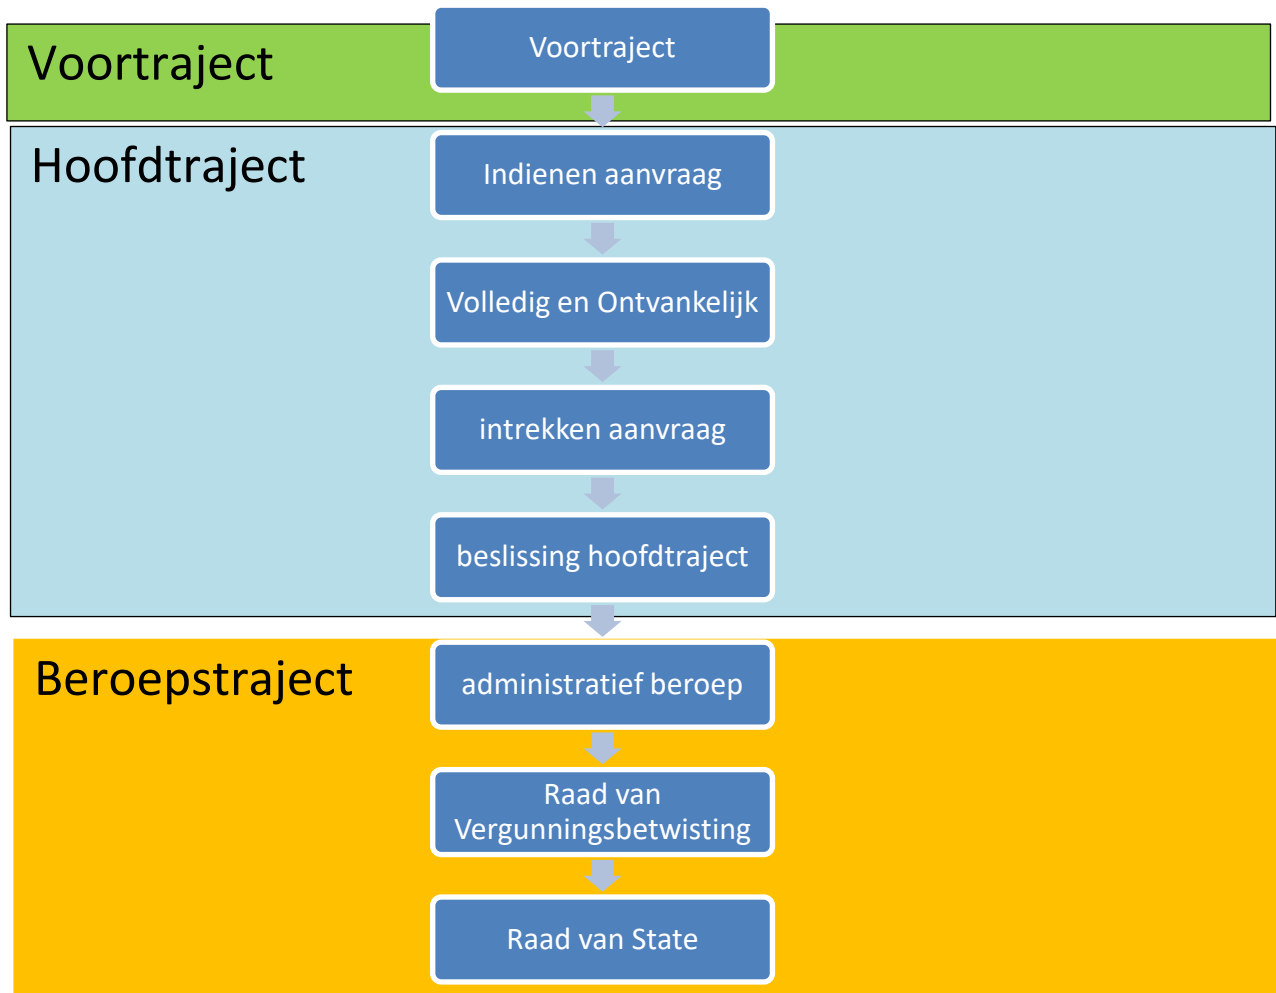 Voortraject
Voortraject
Hoofdtraject
Indienen aanvraag
Volledig en Ontvankelijk
intrekken aanvraag
beslissing hoofdtraject
Beroepstraject
administratief beroep
Raad van
Vergunningsbetwisting
Raad van State